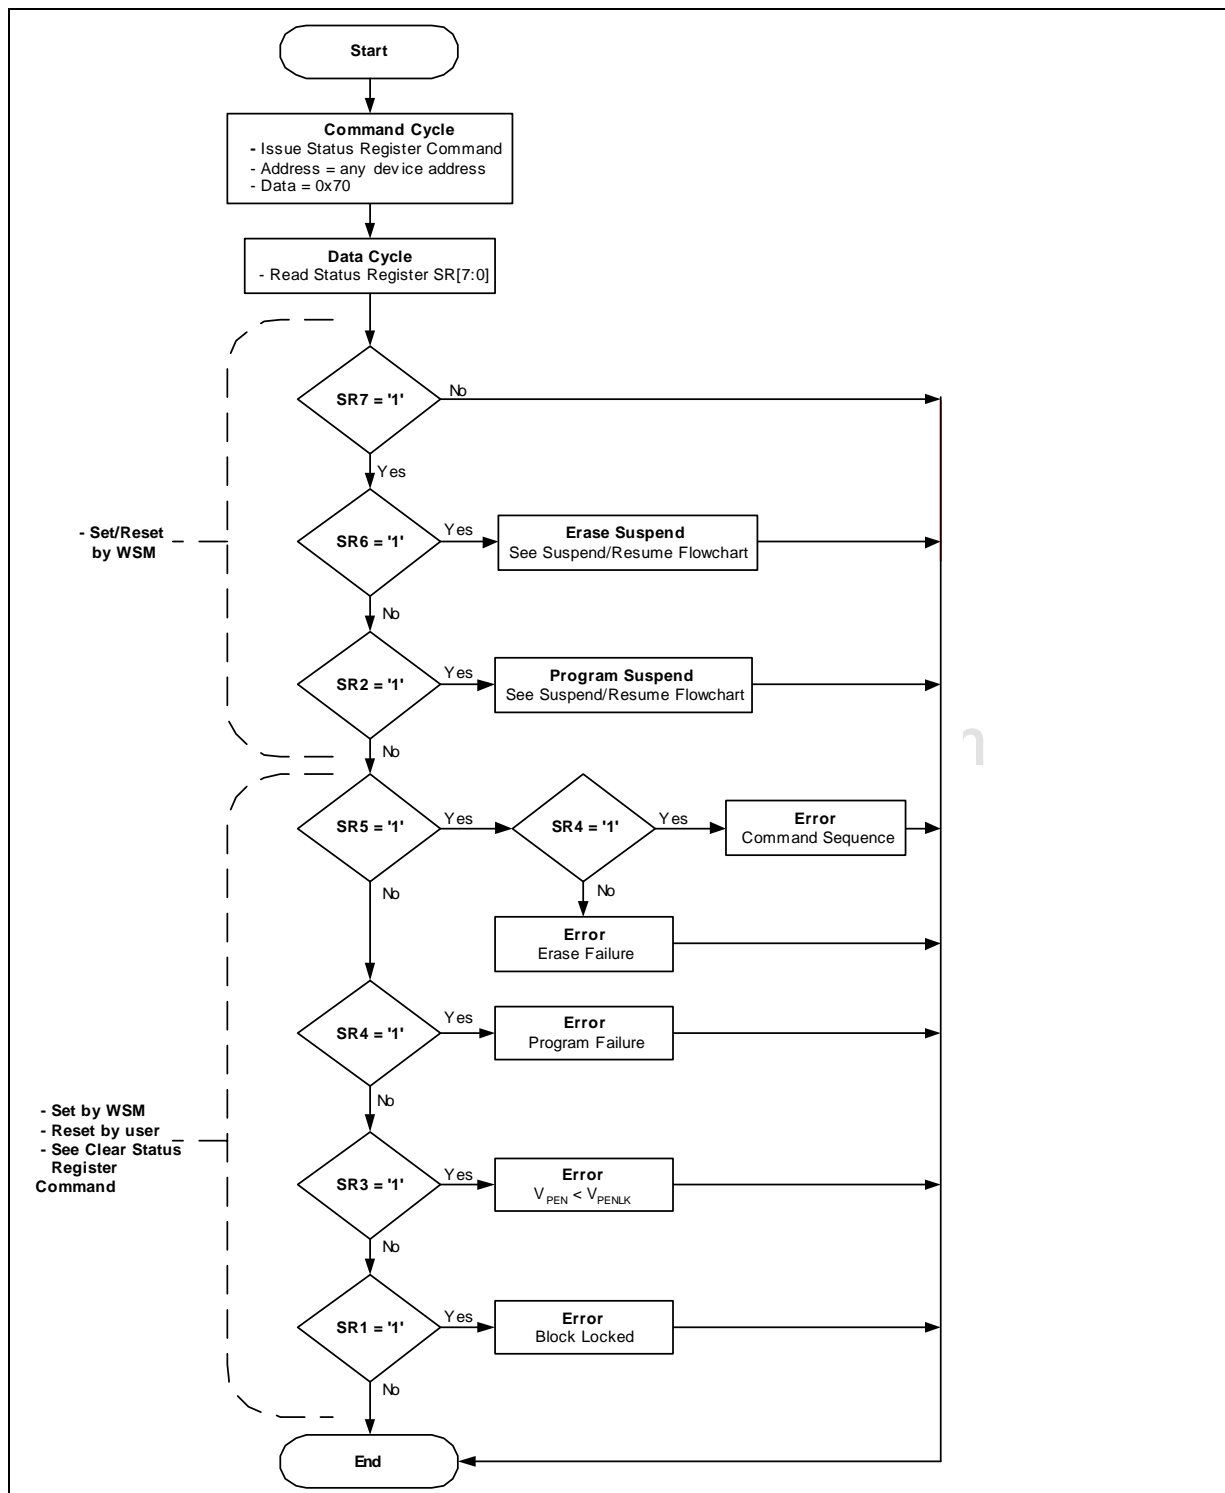 Start
Command Cycle
- Issue Status Register Command
- Address = any device address
- Data = 0x70
Data Cycle
- Read Status Register SR[7:0]
SR7 = '1'
No
Yes
- Set/Reset
by WSM
SR6 = '1'
Yes
Erase Suspend
See Suspend/Resume Flowchart
No
SR2 = '1'
Yes
Program Suspend
See Suspend/Resume Flowchart
No
SR5 = '1'
Yes
SR4 = '1'
Yes
Error
Command Sequence
No
No
Error
Erase Failure
SR4 = '1'
Yes
Error
Program Failure
No
- Set by WSM
- Reset by user
- See Clear Status
Register
Command
SR3 = '1'
Yes
Error
V PEN < V PENLK
No
SR1 = '1'
Yes
Error
Block Locked
No
End